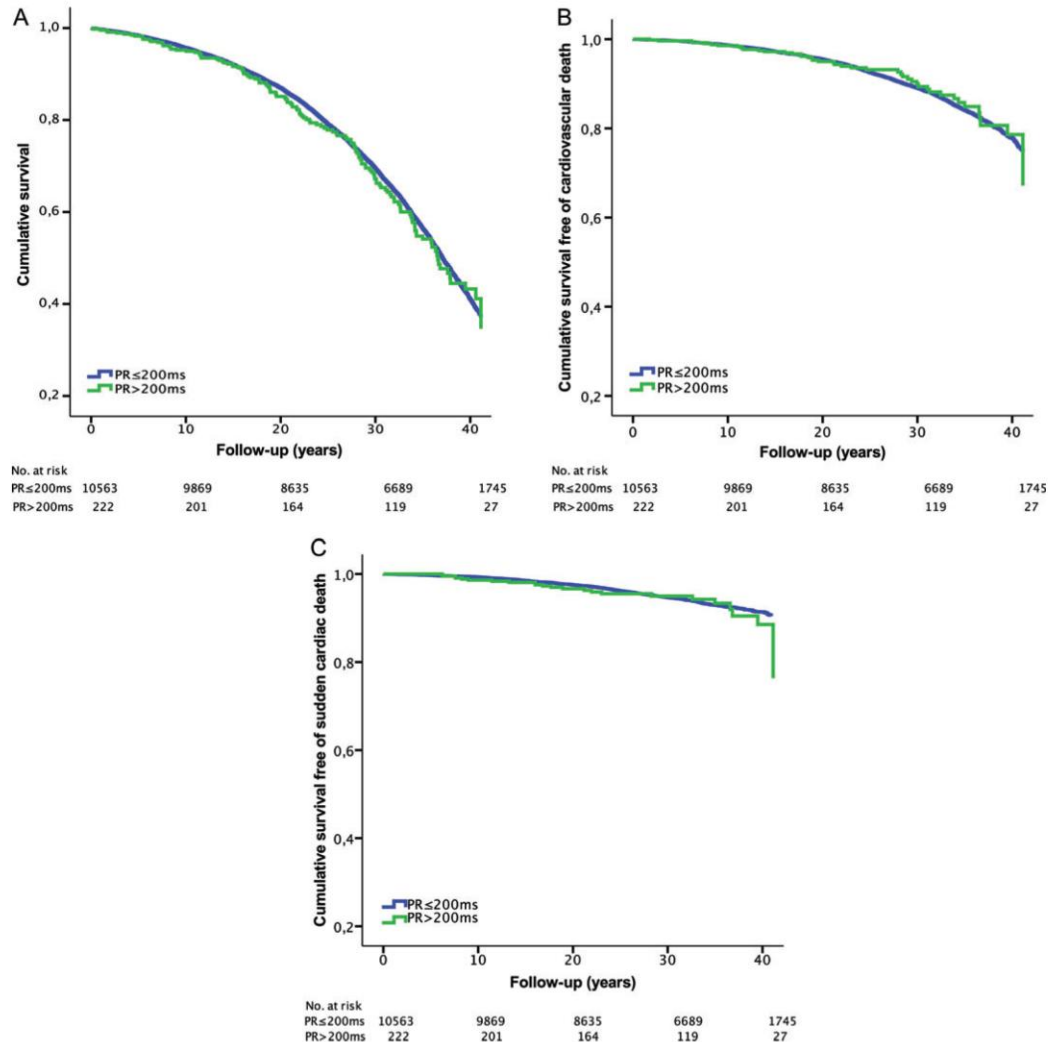 A
Cumulative survival
1,0
0,8
0,6
0,4
0,2
PR≤200ms
PR>200ms
0 10 20 30 40
Follow-up (years)
No. at risk
PR≤200ms 10563 9869 8635 6689 1745
PR>200ms 222 201 164 119 27
B
Cumulative survival free of cardiovascular death
1,0
0,8
0,6
0,4
0,2
PR≤200ms
PR>200ms
0 10 20 30 40
Follow-up (years)
No. at risk
PR≤200ms 10563 9869 8635 6689 1745
PR>200ms 222 201 164 119 27
C
Cumulative survival free of sudden cardiac death
1,0
0,8
0,6
0,4
0,2
PR≤200ms
PR>200ms
0 10 20 30 40
Follow-up (years)
No. at risk
PR≤200ms 10563 9869 8635 6689 1745
PR>200ms 222 201 164 119 27